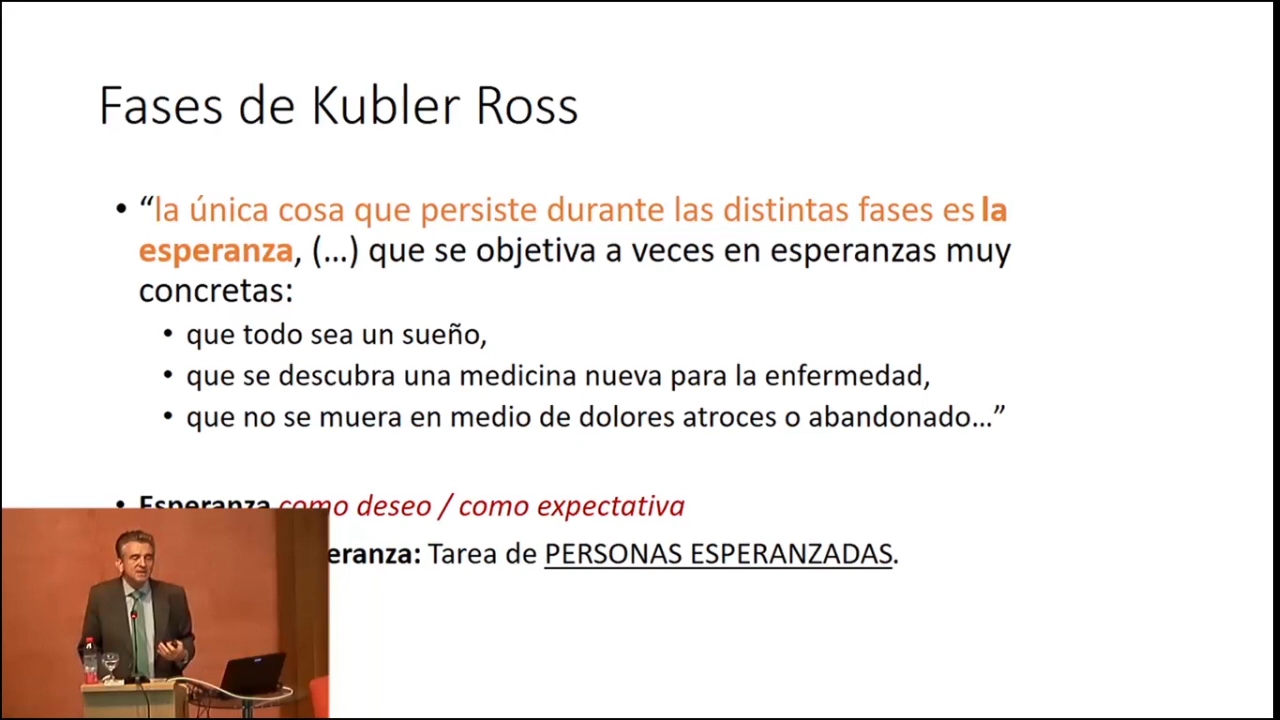 Fases de Kubler Ross
• “la única cosa que persiste durante las distintas fases es la
esperanza, (…) que se objetiva a veces en esperanzas muy
concretas:
• que todo sea un sueño,
• que se descubra una medicina nueva para la enfermedad,
• que no se muera en medio de dolores atroces o abandonado…”
• Esperanza como deseo / como expectativa
eranza: Tarea de PERSONAS ESPERANZADAS.